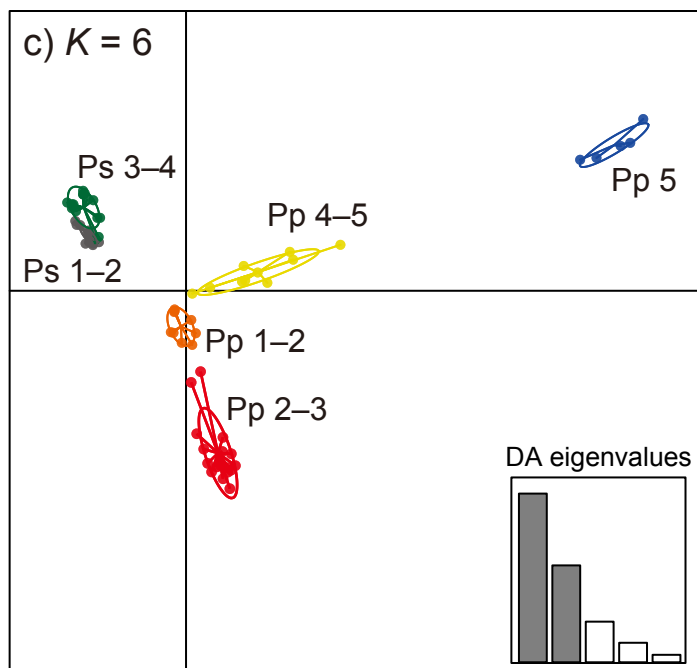 c) K = 6
Ps 3–4
Pp 5
Pp 4–5
Ps 1–2
Pp 1–2
Pp 2–3
DA eigenvalues